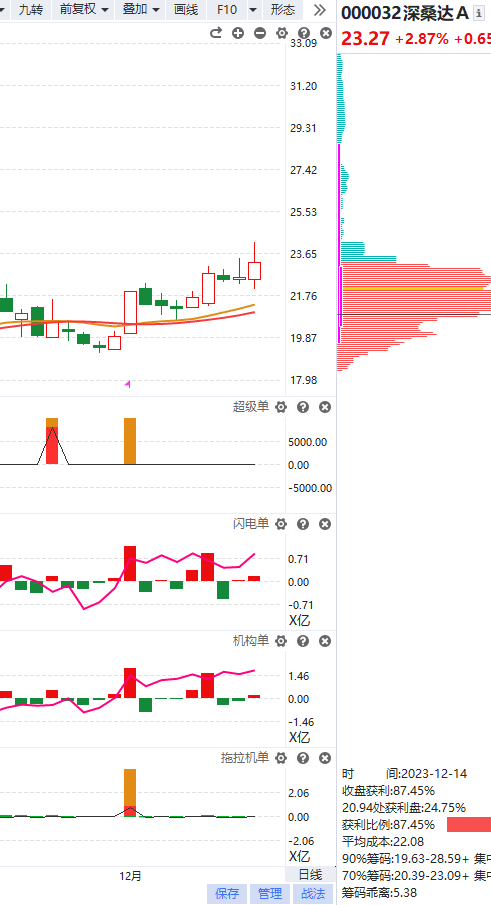 九转 前复权 叠加 画线 F10 形态
000032深桑达A
23.27 +2.87% +0.65
33.09
31.20
29.31
27.42
25.53
23.65
21.76
19.87
17.98
超级单
5000.00
0.00
-5000.00
闪电单
0.71
0.00
-0.71
X亿
机构单
1.46
0.00
-1.46
X亿
拖拉机单
2.06
0.00
-2.06
X亿
12月
日线
保存 管理 战法
时 间:2023-12-14
收盘获利:87.45%
20.94处获利盘:24.75%
获利比例:87.45%
平均成本:22.08
90%筹码:19.63-28.59+ 集中
70%筹码:20.39-23.09+ 集中
筹码乖离:5.38